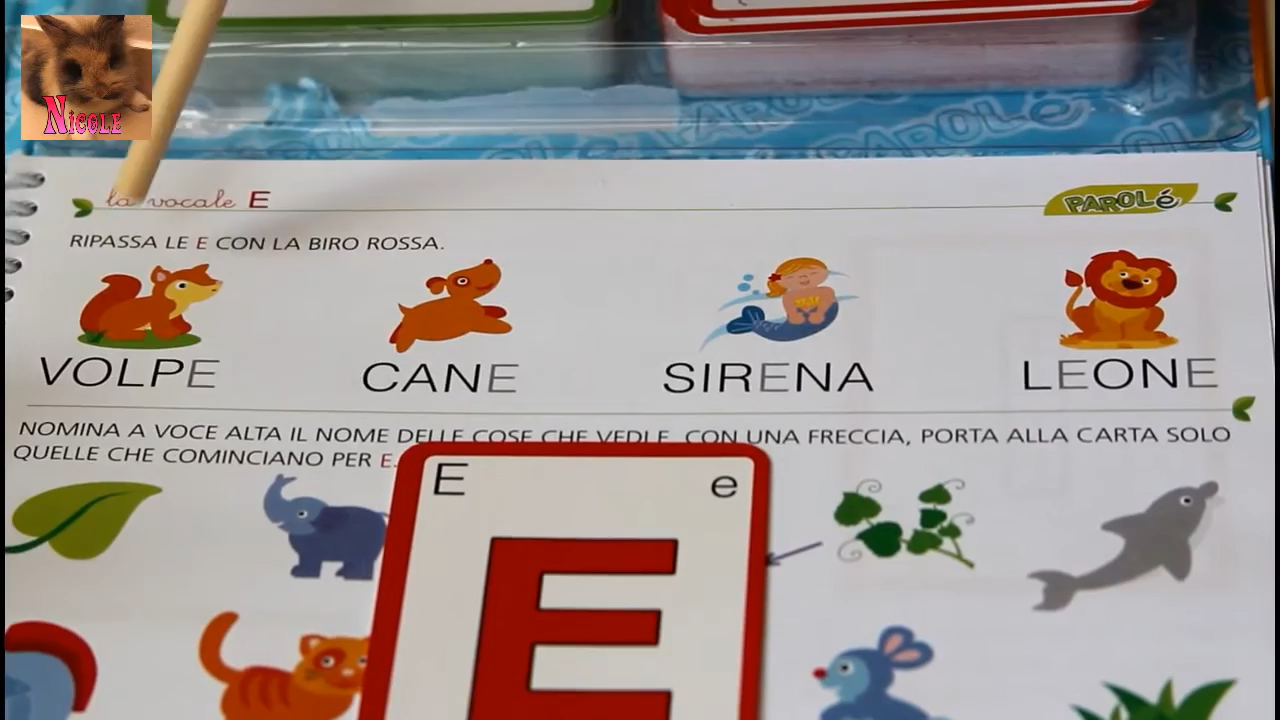 NICOLE
PAROLé
la vocale E
PAROLé
RIPASSA LE E CON LA BIRO ROSSA.
VOLPE CANE SIRENA LEONE
NOMINA A VOCE ALTA IL NOME DELLE COSE CHE VEDI E, CON UNA FRECCIA, PORTA ALLA CARTA SOLO
QUELLE CHE COMINCIANO PER E.
E e
E